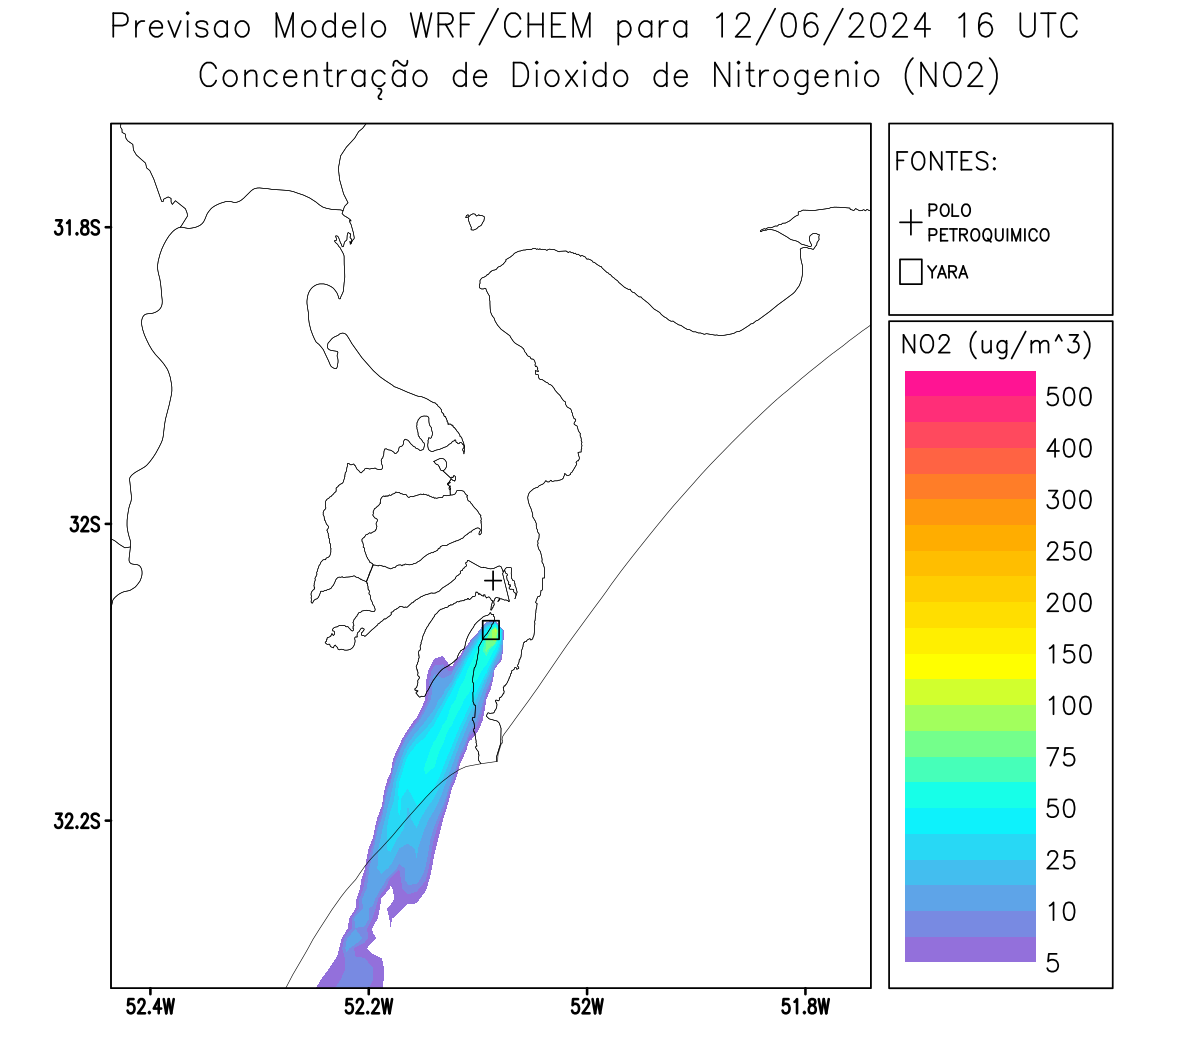 Previsao Modelo WRF/CHEM para 12/06/2024 16 UTC
Concentração de Dioxido de Nitrogenio (NO2)
FONTES:
POLO
PETROQUIMICO
YARA
NO2 (ug/m^3)
500
400
300
250
200
150
100
75
50
25
10
5
31.8S
32S
32.2S
52.4W
52.2W
52W
51.8W